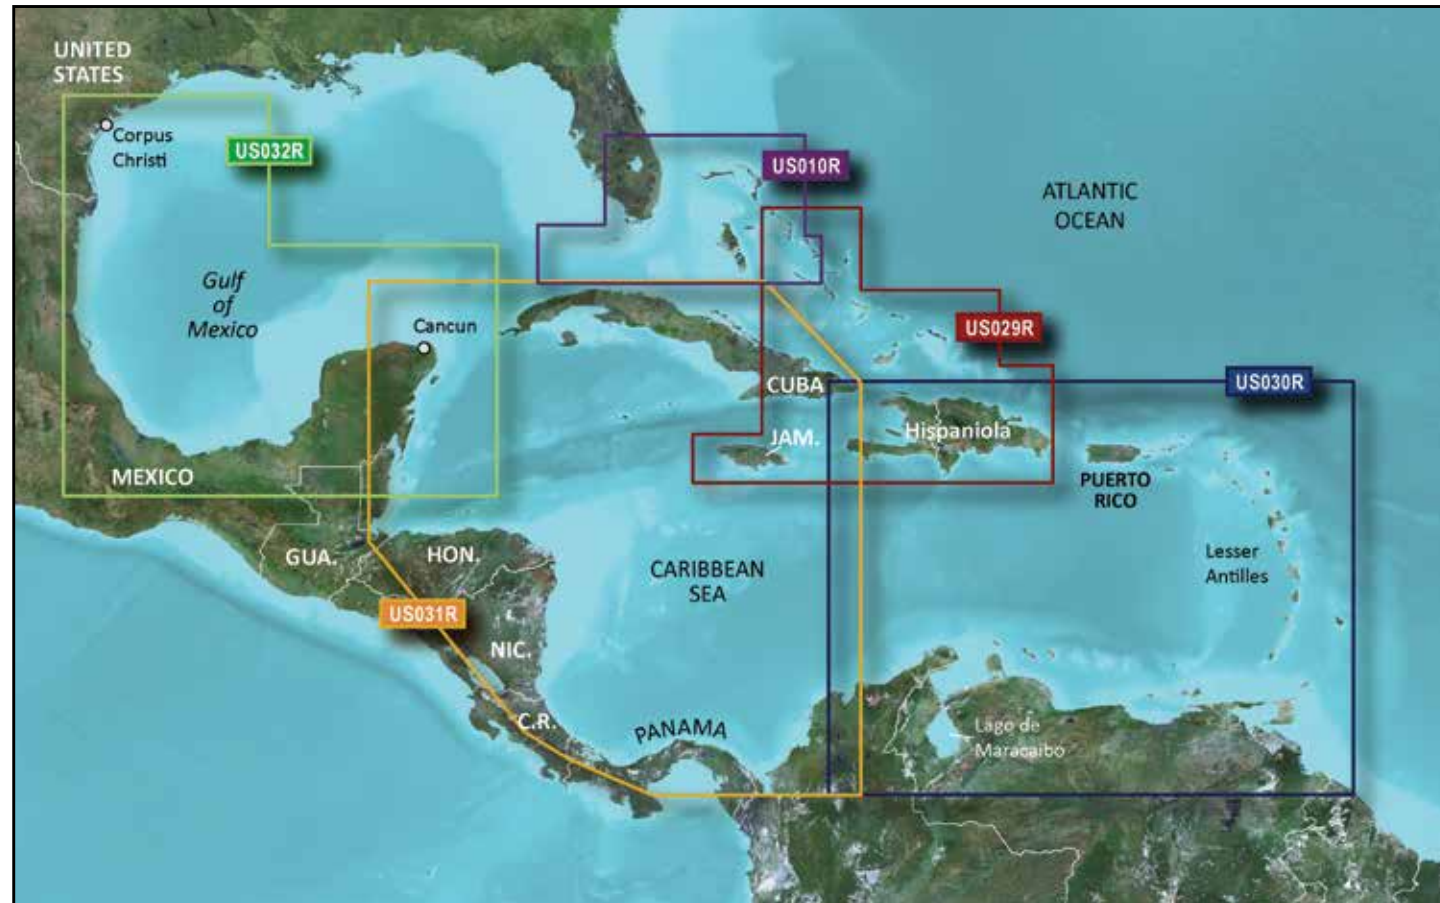 UNITED
STATES
Corpus
Christi
US032R
US010R
ATLANTIC
OCEAN
Gulf
of
Mexico
Cancun
US029R
CUBA
US030R
JAM.
Hispaniola
MEXICO
PUERTO
RICO
GUA.
HON.
CARIBBEAN
SEA
Lesser
Antilles
US031R
NIC.
C.R.
PANAMA
Lago de
Maracaibo